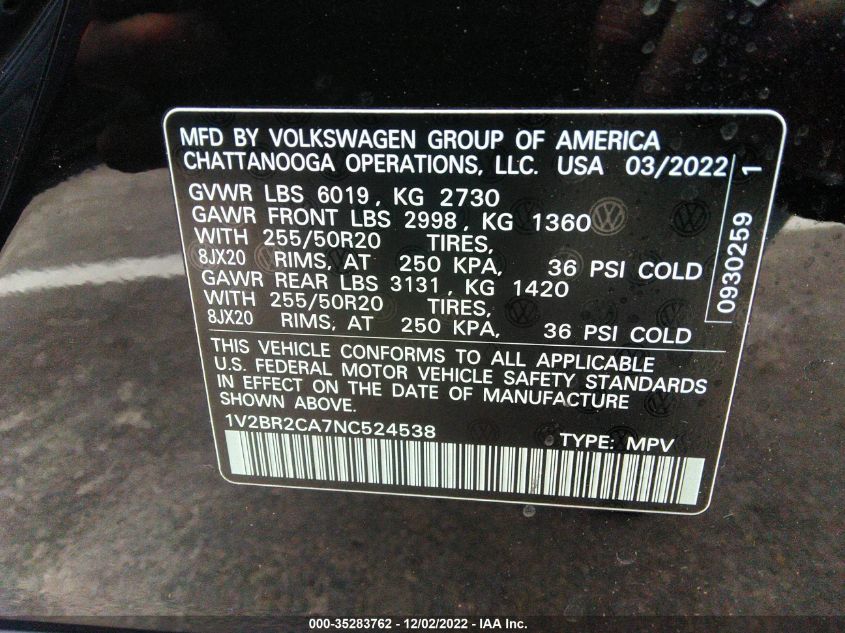 MFD BY VOLKSWAGEN GROUP OF AMERICA
CHATTANOOGA OPERATIONS, LLC. USA 03/2022
GVWR LBS 6019, KG 2730
GAWR FRONT LBS 2998, KG 1360
WITH 255/50R20 TIRES,
8JX20 RIMS, AT 250 KPA, 36 PSI COLD
GAWR REAR LBS 3131, KG 1420
WITH 255/50R20 TIRES,
8JX20 RIMS, AT 250 KPA, 36 PSI COLD
0930259 1
THIS VEHICLE CONFORMS TO ALL APPLICABLE
U.S. FEDERAL MOTOR VEHICLE SAFETY STANDARDS
IN EFFECT ON THE DATE OF MANUFACTURE
SHOWN ABOVE.
1V2BR2CA7NC524538 TYPE: MPV
000-35283762 - 12/02/2022 - IAA Inc.